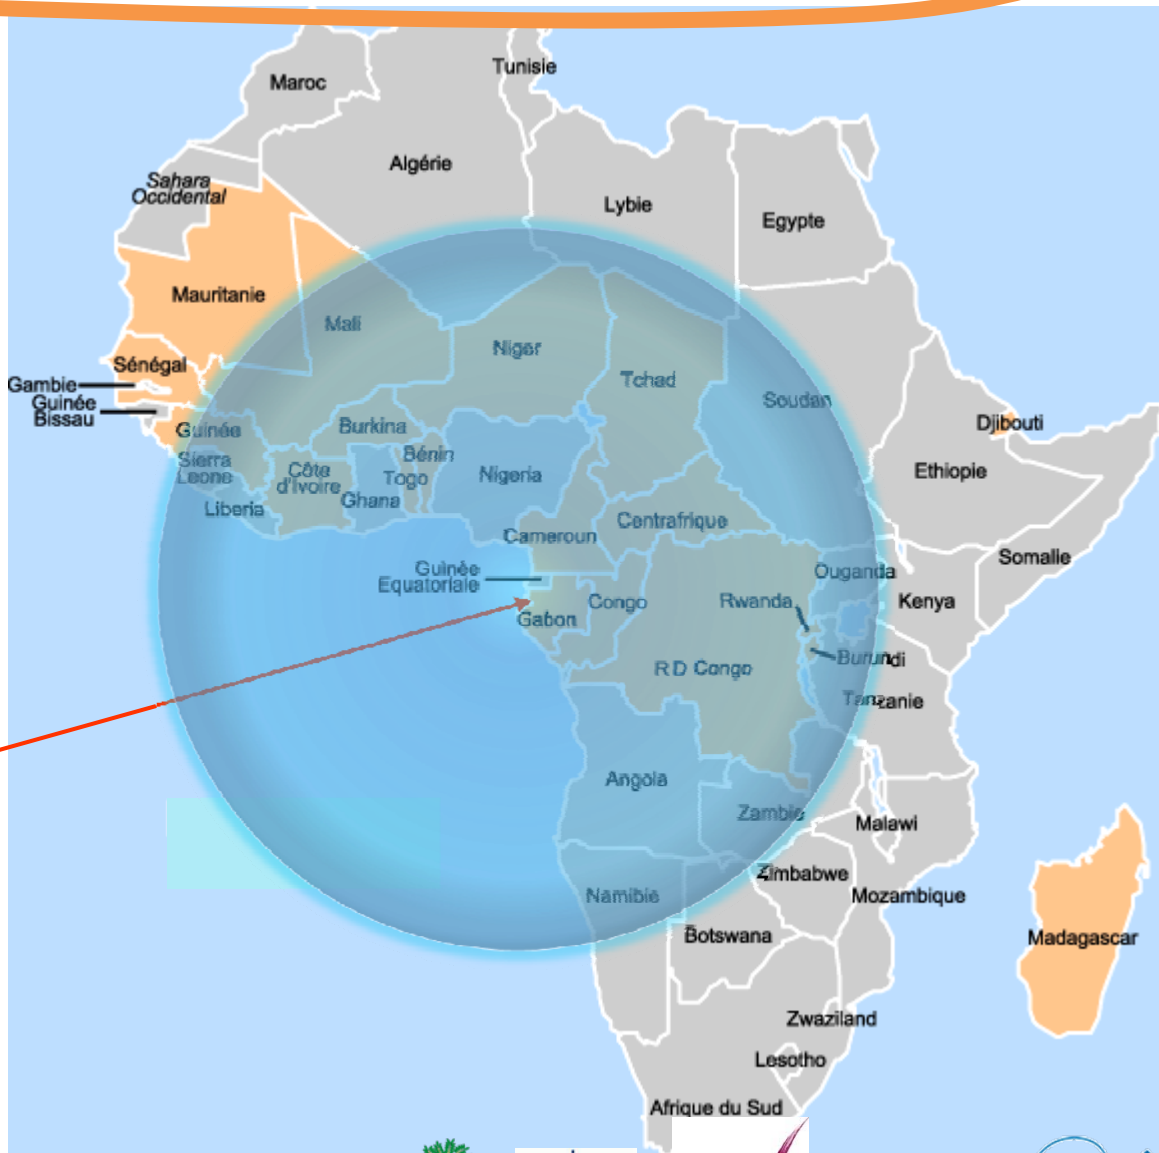 Tunisie
Maroc
Algérie
Sahara
Occidental
Lybie
Egypte
Mauritanie
Mali
Niger
Tchad
Soudan
Sénégal
Gambie
Guinée
Bissau
Guinée
Burkina
Djibouti
Sierra
Leone
Côte
d'Ivoire
Bénin
Togo
Ghana
Nigeria
Ethiopie
Liberia
Centrafrique
Cameroun
Somalie
Guinée
Equatoriale
Ouganda
Congo
Rwanda
Kenya
Gabon
RD Congo
Burundi
Tanzanie
Angola
Zambie
Malawi
Zimbabwe
Namibie
Mozambique
Botswana
Madagascar
Zwaziland
Lesotho
Afrique du Sud